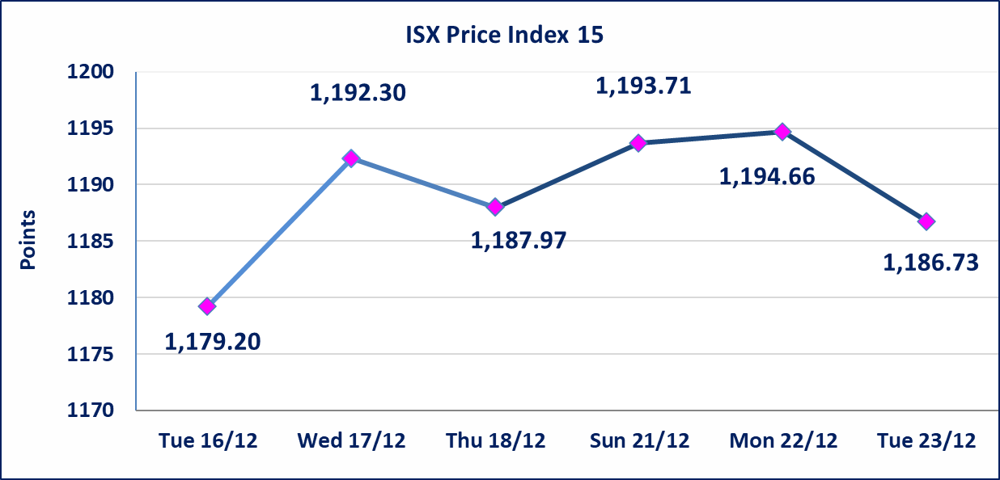 ISX Price Index 15
Points
1200
1195
1190
1185
1180
1175
1170
1,179.20
1,192.30
1,187.97
1,193.71
1,194.66
1,186.73
Tue 16/12
Wed 17/12
Thu 18/12
Sun 21/12
Mon 22/12
Tue 23/12